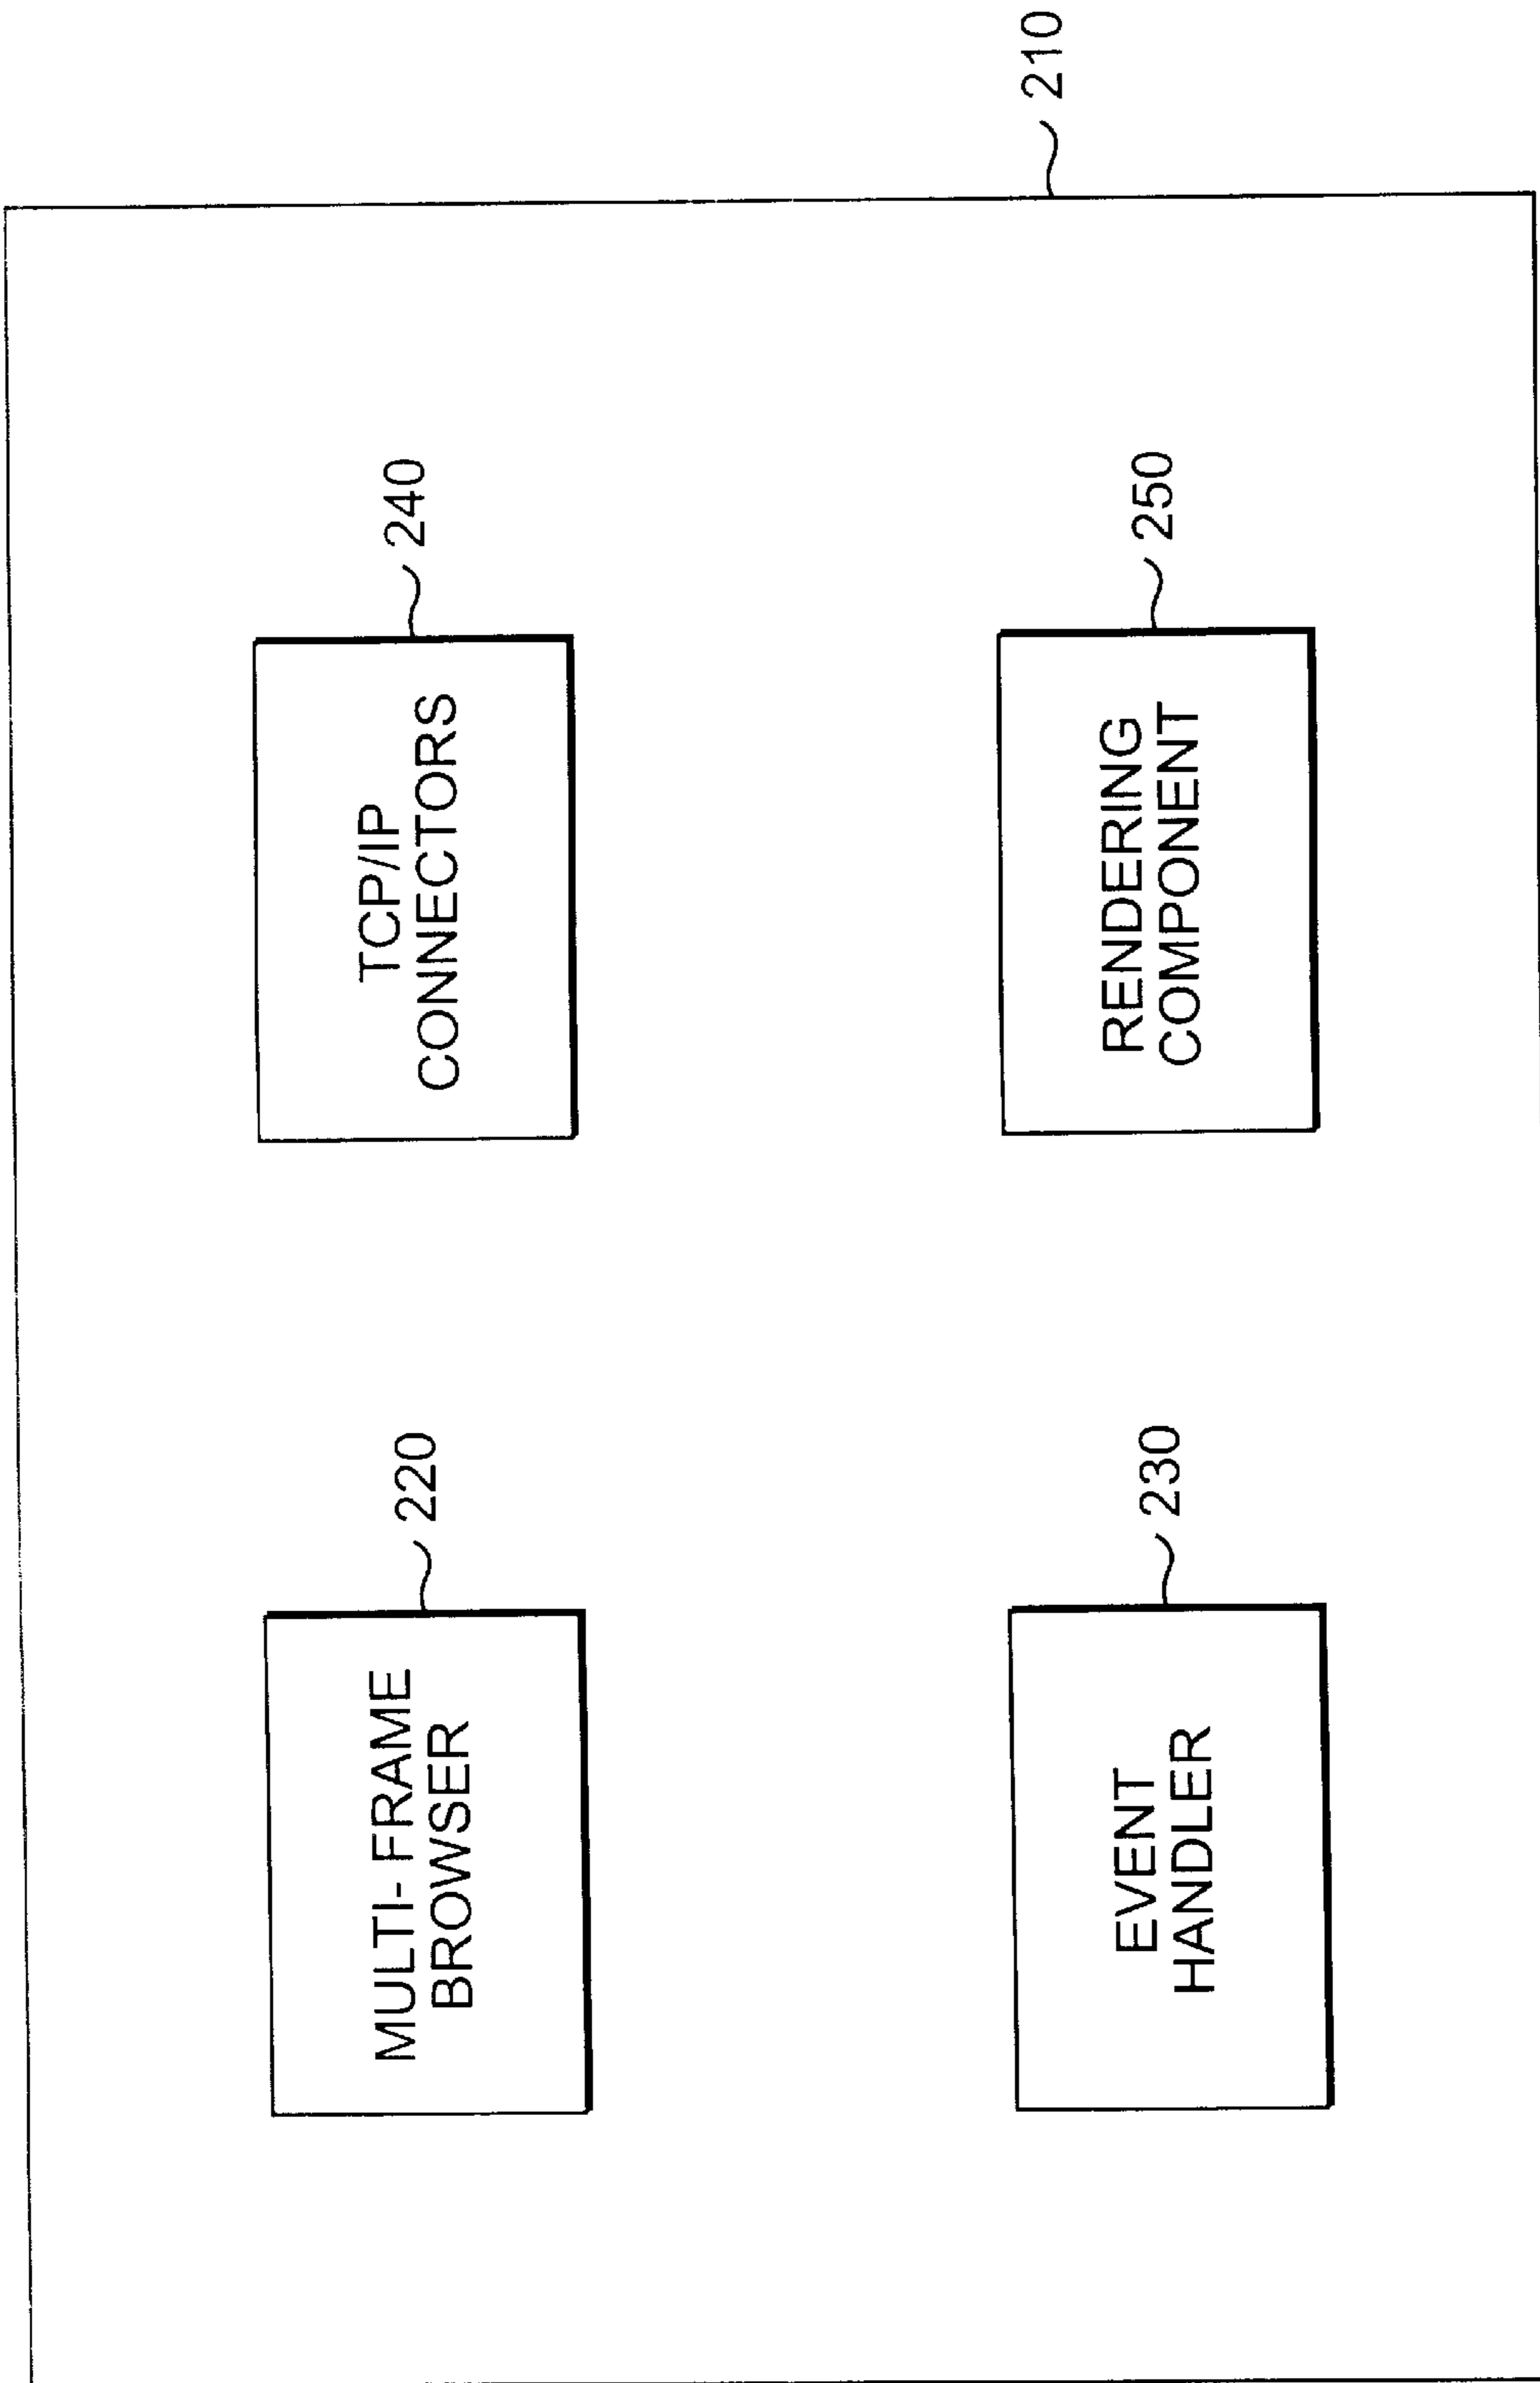 MULTI-FRAME
BROWSER
220
TCP/IP
CONNECTORS
240
EVENT
HANDLER
230
RENDERING
COMPONENT
250
210